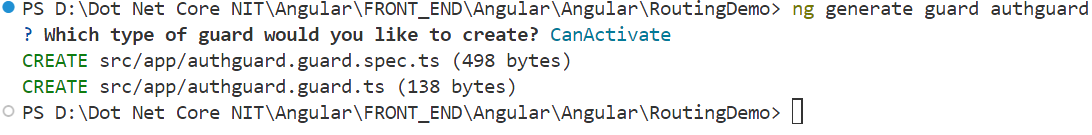 PS D:\Dot Net Core NIT\Angular\FRONT_END\Angular\Angular\RoutingDemo> ng generate guard authguard
? Which type of guard would you like to create? CanActivate
CREATE src/app/authguard.guard.spec.ts (498 bytes)
CREATE src/app/authguard.guard.ts (138 bytes)
PS D:\Dot Net Core NIT\Angular\FRONT_END\Angular\Angular\RoutingDemo>